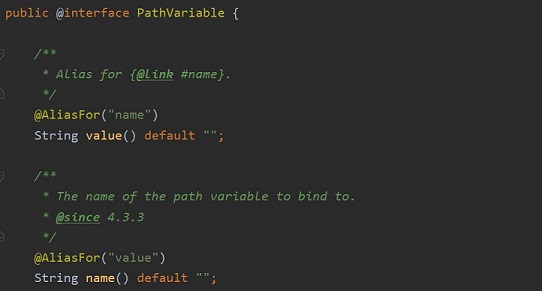 public @interface PathVariable {
/**
* Alias for {@link #name}.
*/
@AliasFor("name")
String value() default "";
/**
* The name of the path variable to bind to.
* @since 4.3.3
*/
@AliasFor("value")
String name() default "";